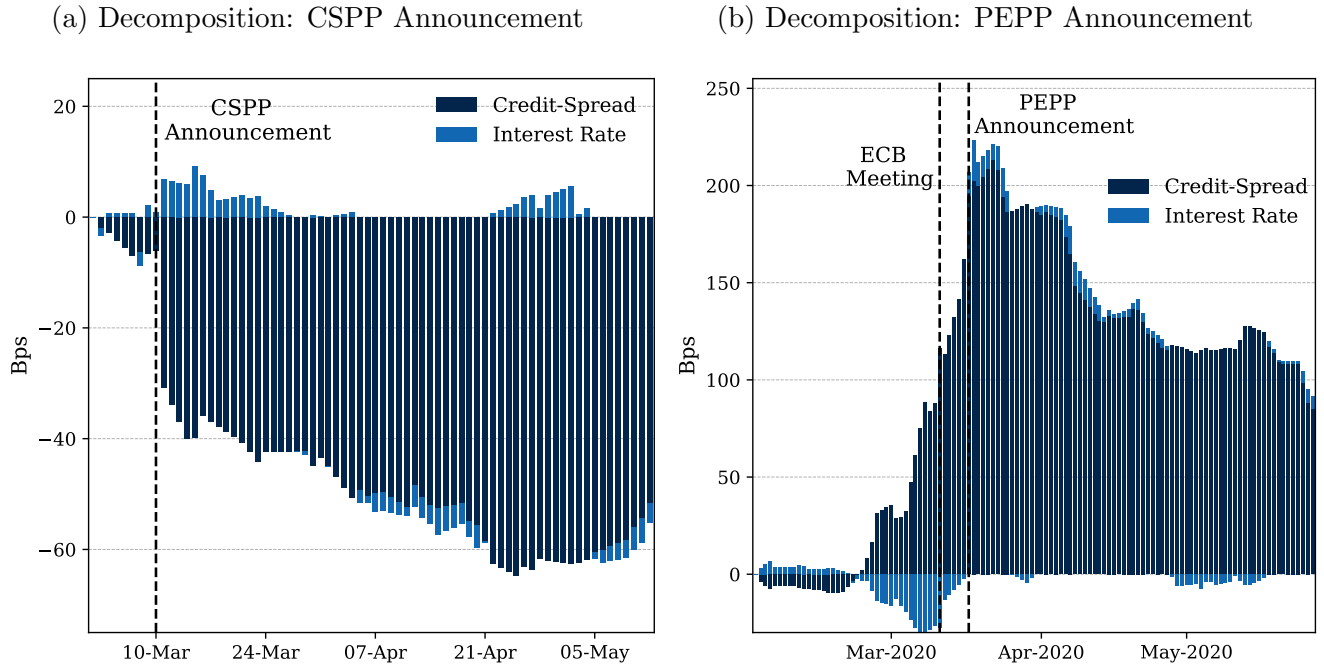 (a) Decomposition: CSPP Announcement
20
0
−20
−40
−60
Bps
CSPP
Announcement
Credit-Spread
Interest Rate
10-Mar
24-Mar
07-Apr
21-Apr
05-May
(b) Decomposition: PEPP Announcement
250
200
150
100
50
0
Bps
ECB
Meeting
PEPP
Announcement
Credit-Spread
Interest Rate
Mar-2020
Apr-2020
May-2020